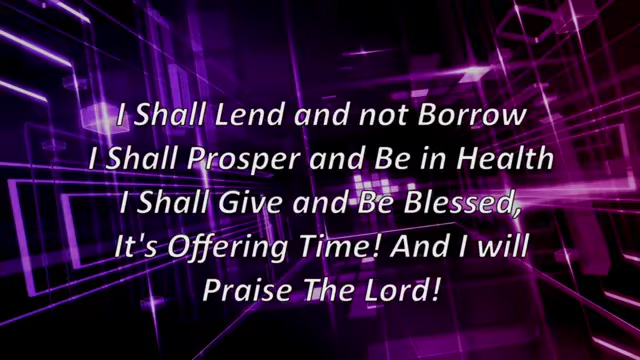 I Shall Lend and not Borrow
I Shall Prosper and Be in Health
I Shall Give and Be Blessed,
It's Offering Time! And I will
Praise The Lord!